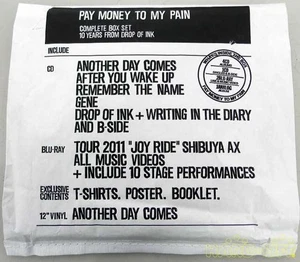 PAY MONEY TO MY PAIN
COMPLETE BOX SET
10 YEARS FROM DROP OF INK
INCLUDE
CD
ANOTHER DAY COMES
AFTER YOU WAKE UP
REMEMBER THE NAME
GENE
DROP OF INK + WRITING IN THE DIARY
AND B-SIDE
BLU-RAY
TOUR 2011 "JOY RIDE" SHIBUYA AX
ALL MUSIC VIDEOS
+ INCLUDE 10 STAGE PERFORMANCES
EXCLUSIVE
CONTENTS
T-SHIRTS. POSTER. BOOKLET.
12" VINYL
ANOTHER DAY COMES